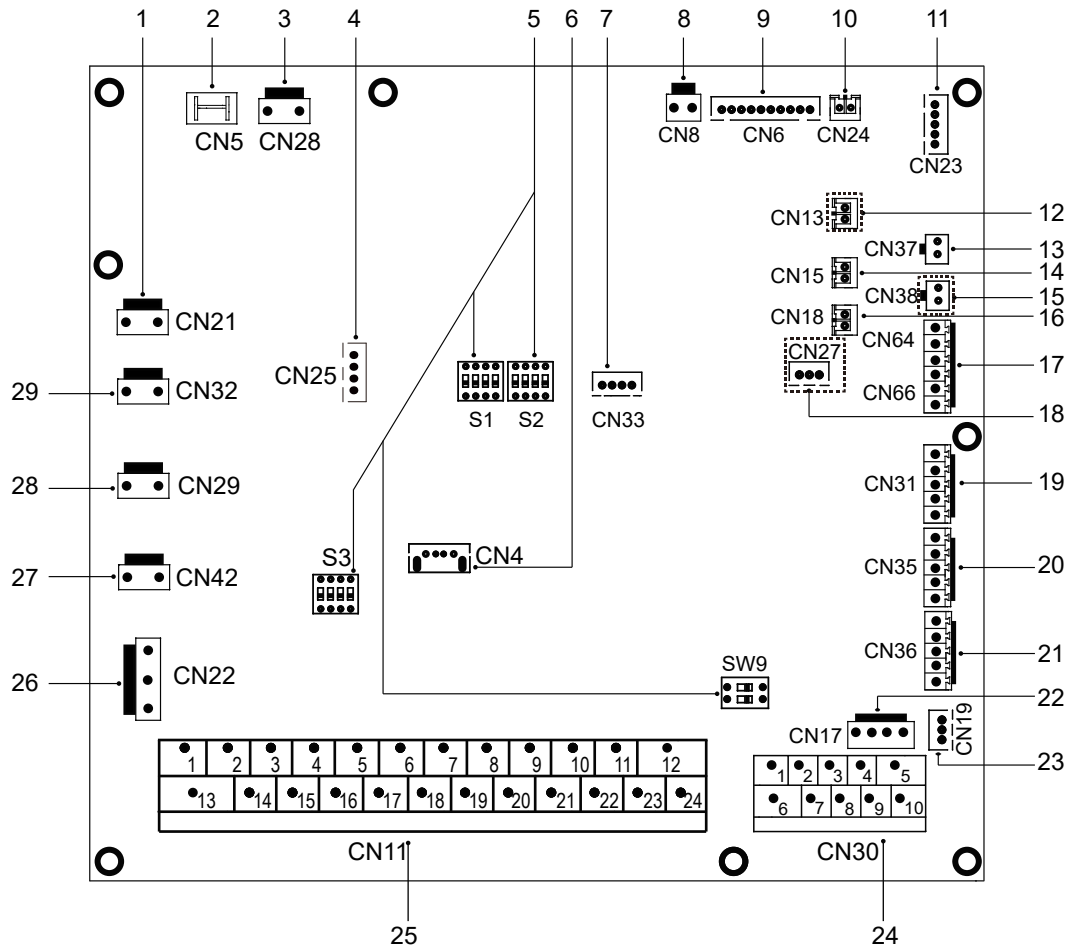 1 2 3 4 5 6 7 8 9 10 11
CN5 CN28 CN8 CN6 CN24 CN23
CN13 12
CN37 13
CN15 14
CN38 15
CN18 16
CN21
CN64
CN27
CN25
29 CN32 17
CN66
S1 S2 CN33 18
28 CN29 CN31 19
S3 CN4
27 CN42 CN35 20
CN36 21
SW9
26 CN22 22
CN17 CN19
23
1 2 3 4 5 6 7 8 9 10 11 12
13 14 15 16 17 18 19 20 21 22 23 24
1 2 3 4 5
6 7 8 9 10
CN11 CN30
25 24